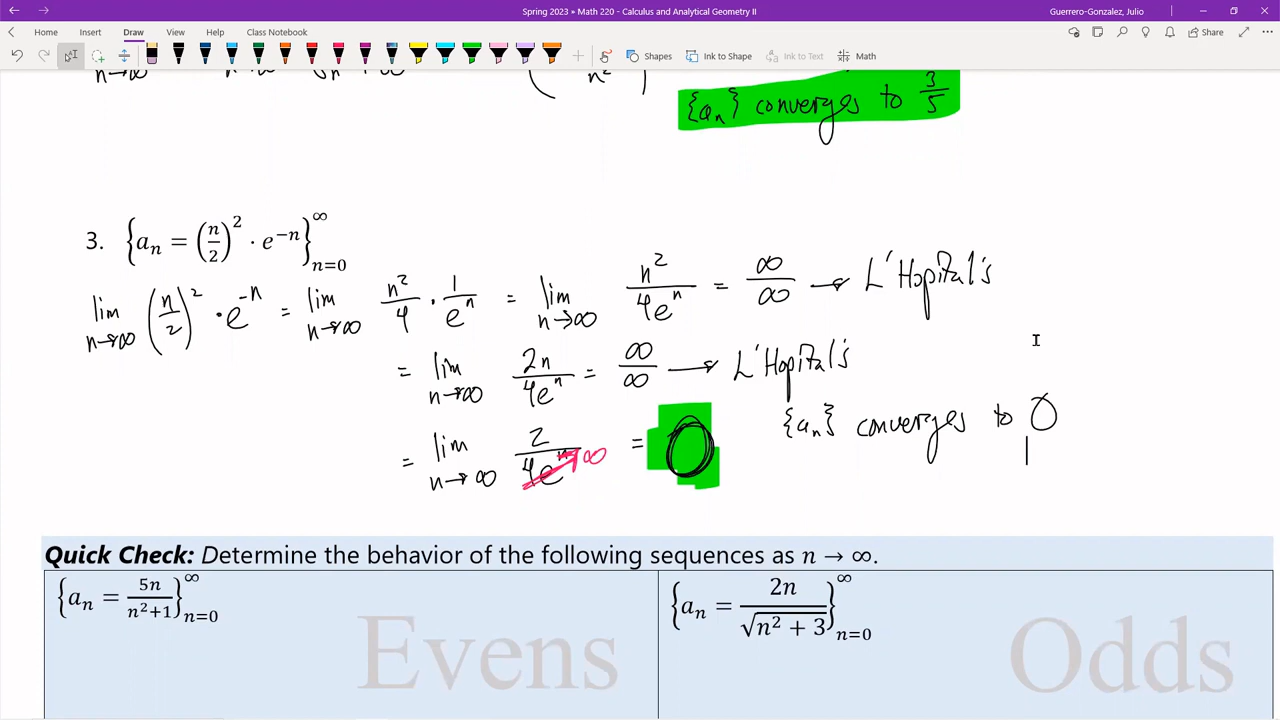 Spring 2023 » Math 220 - Calculus and Analytical Geometry II
Guerrero-Gonzalez, Julio
Home Insert Draw View Help Class Notebook
Share
Shapes Ink to Shape Ink to Text Math
n→∞
n²
{aₙ} converges to 3/5
3. {aₙ = (n/2)² · e⁻ⁿ}∞ n=0
lim n→∞ (n/2)² · e⁻ⁿ = lim n→∞ n²/4 · 1/eⁿ = lim n→∞ n²/4eⁿ = ∞/∞ → L'Hopital's
= lim n→∞ 2n/4eⁿ = ∞/∞ → L'Hopital's
{aₙ} converges to 0
= lim n→∞ 2/4eⁿ ∞ = 0
Quick Check: Determine the behavior of the following sequences as n → ∞.
{aₙ = 5n/n²+1}∞ n=0
{aₙ = 2n/√n² + 3}∞ n=0
Evens
Odds